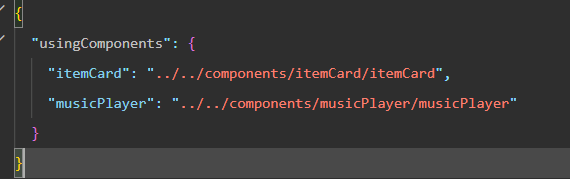 {
"usingComponents": {
"itemCard": "../../components/itemCard/itemCard",
"musicPlayer": "../../components/musicPlayer/musicPlayer"
}
}